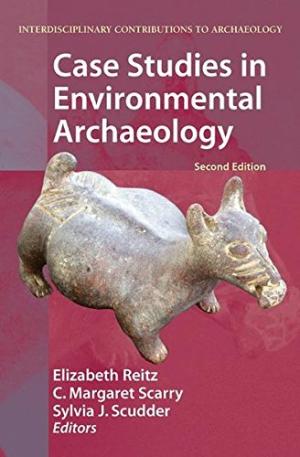 INTERDISCIPLINARY CONTRIBUTIONS TO ARCHAEOLOGY
Case Studies in
Environmental
Archaeology
Second Edition
Elizabeth Reitz
C. Margaret Scarry
Sylvia J. Scudder
Editors